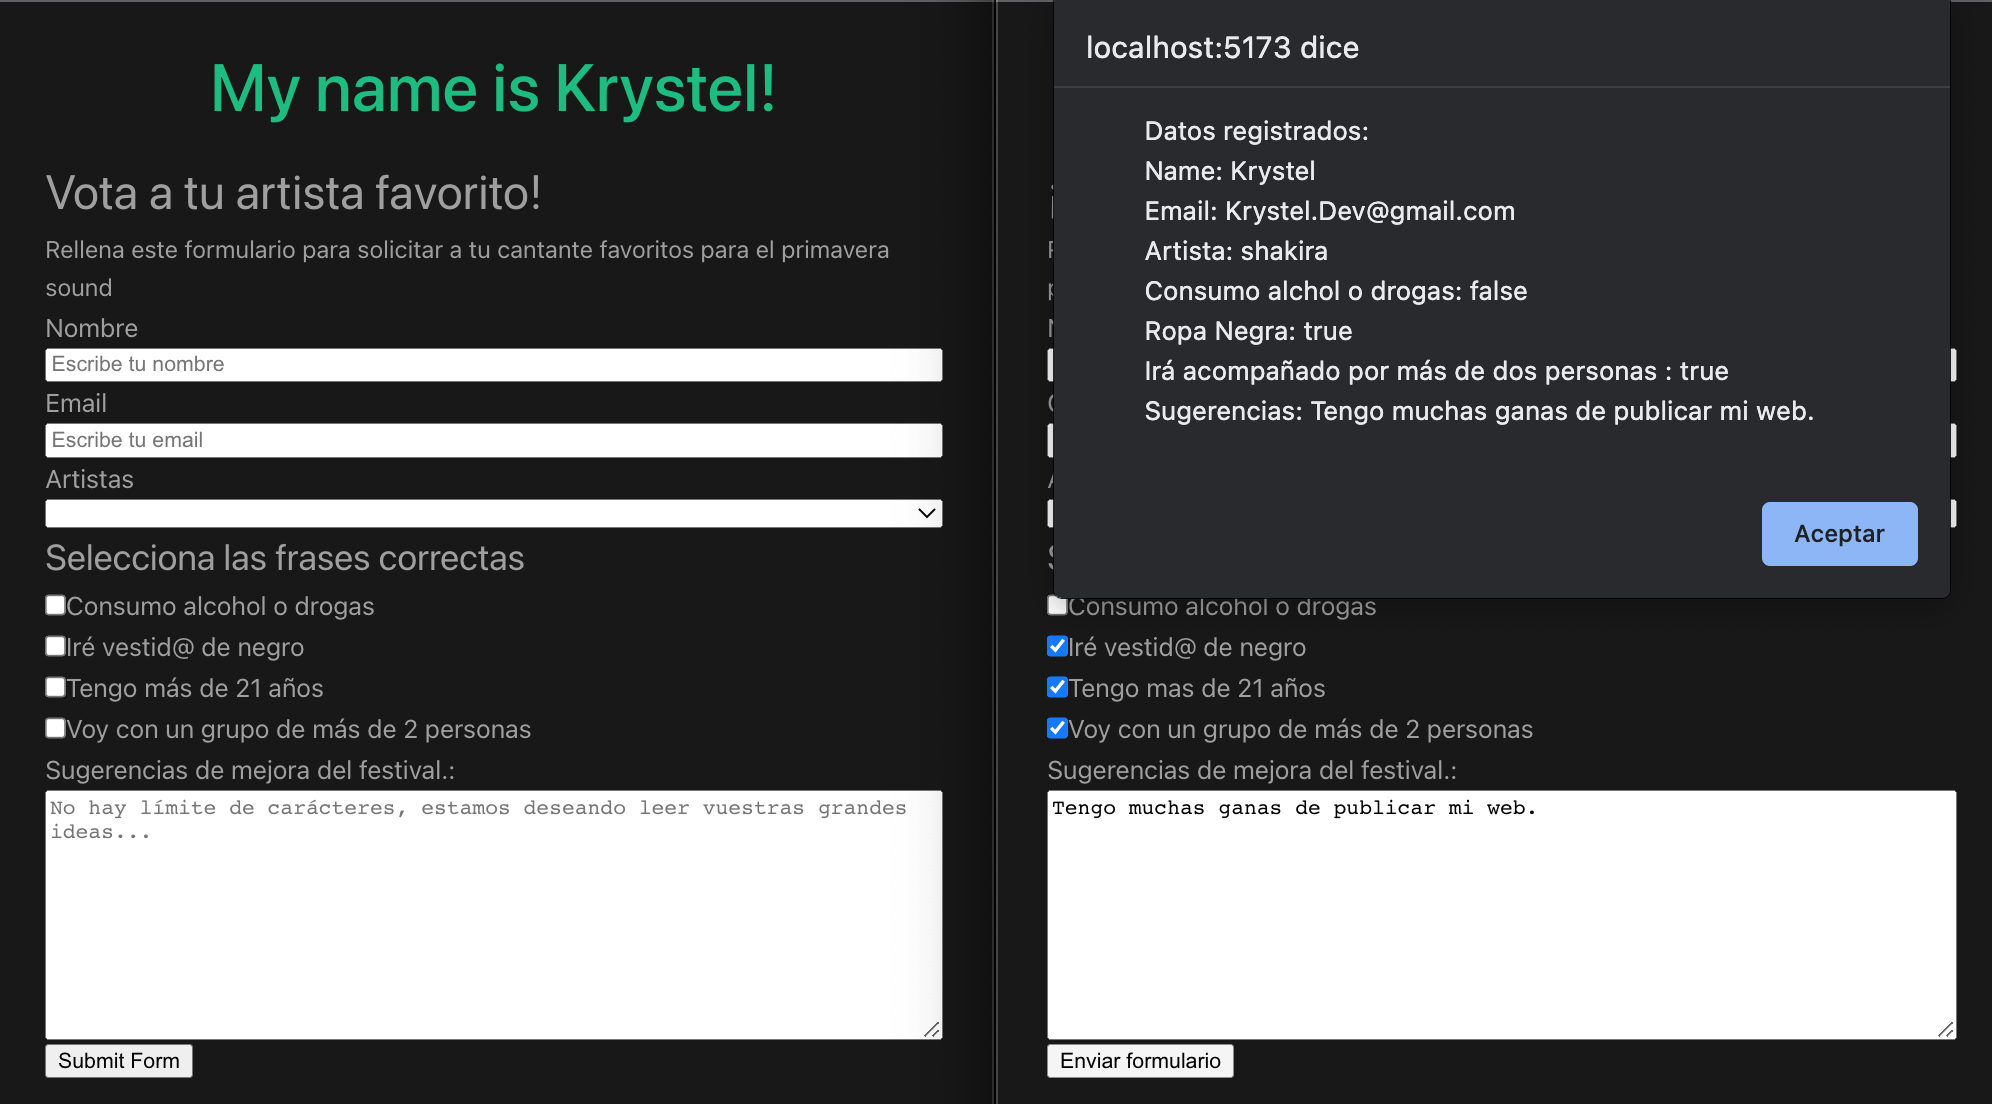 My name is Krystel!
Vota a tu artista favorito!
Rellena este formulario para solicitar a tu cantante favoritos para el primavera
sound
Nombre
Escribe tu nombre
Email
Escribe tu email
Artistas
Selecciona las frases correctas
Consumo alcohol o drogas
Iré vestid@ de negro
Tengo más de 21 años
Voy con un grupo de más de 2 personas
Sugerencias de mejora del festival.:
No hay límite de carácteres, estamos deseando leer vuestras grandes
ideas...
Submit Form
localhost:5173 dice
Datos registrados:
Name: Krystel
Email: Krystel.Dev@gmail.com
Artista: shakira
Consumo alchol o drogas: false
Ropa Negra: true
Irá acompañado por más de dos personas : true
Sugerencias: Tengo muchas ganas de publicar mi web.
Aceptar
Consumo alcohol o drogas
Iré vestid@ de negro
Tengo mas de 21 años
Voy con un grupo de más de 2 personas
Sugerencias de mejora del festival.:
Tengo muchas ganas de publicar mi web.
Enviar formulario